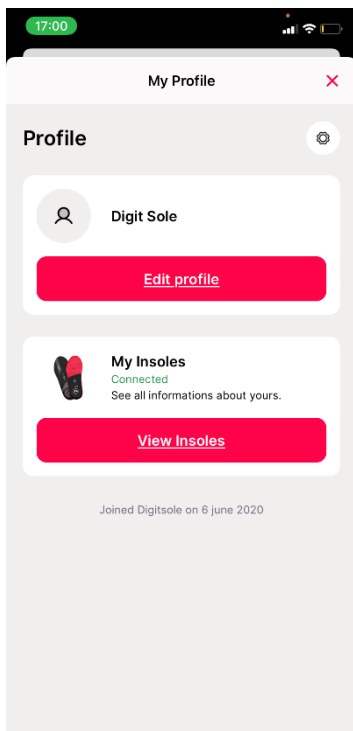 17:00
My Profile
Profile
Digit Sole
Edit profile
My Insoles
Connected
See all informations about yours.
View Insoles
Joined Digitsole on 6 june 2020